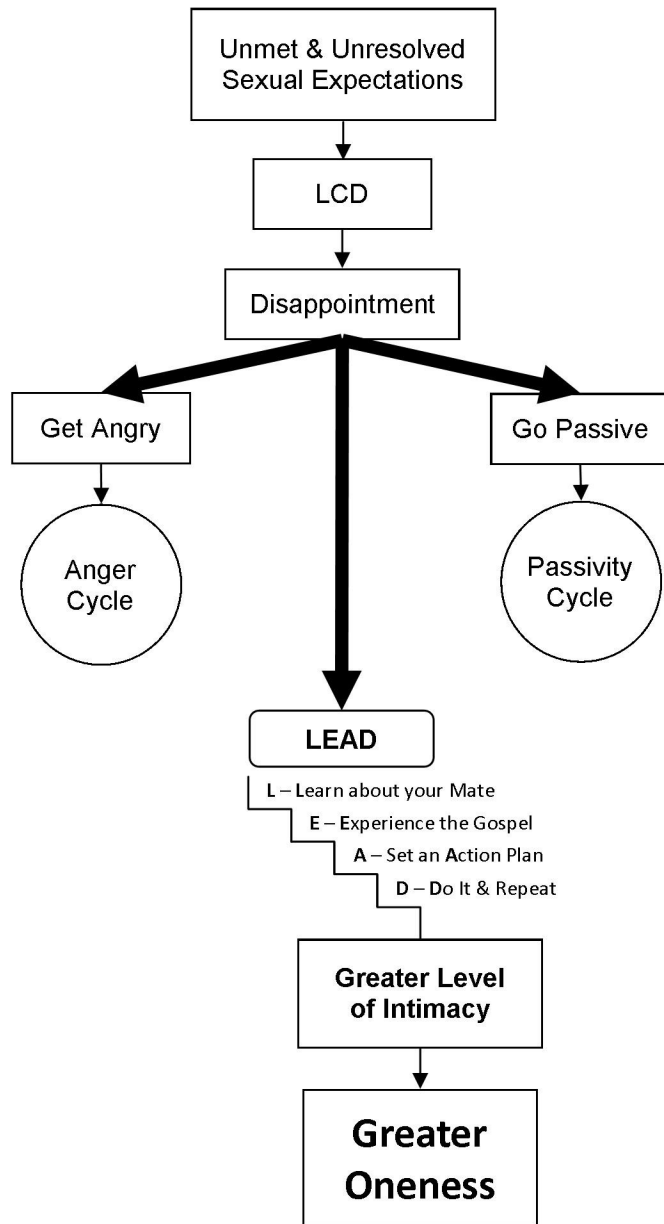 Unmet & Unresolved
Sexual Expectations
LCD
Disappointment
Get Angry
Go Passive
Anger
Cycle
Passivity
Cycle
LEAD
L – Learn about your Mate
E – Experience the Gospel
A – Set an Action Plan
D – Do It & Repeat
Greater Level
of Intimacy
Greater
Oneness